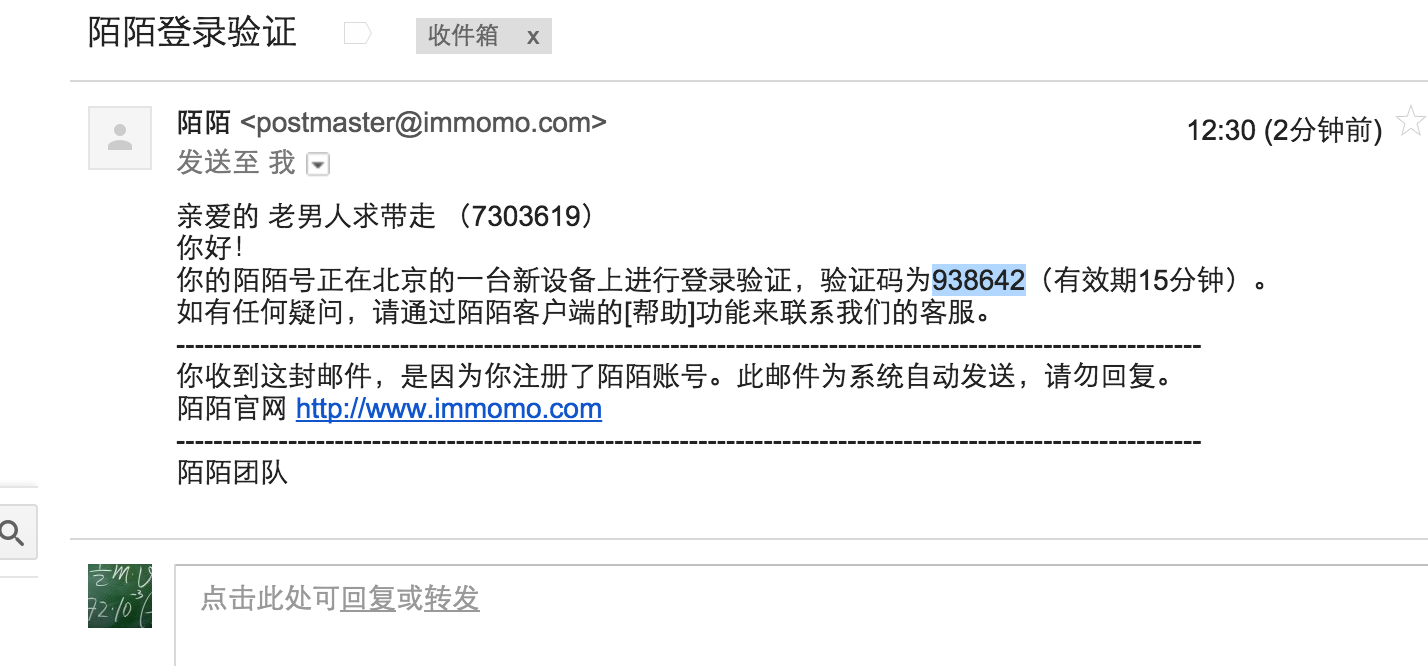 陌陌登录验证
收件箱 x
陌陌 <postmaster@immomo.com>
12:30 (2分钟前)
发送至 我
亲爱的 老男人求带走 （7303619）
你好！
你的陌陌号正在北京的一台新设备上进行登录验证，验证码为938642（有效期15分钟）。
如有任何疑问，请通过陌陌客户端的[帮助]功能来联系我们的客服。
你收到这封邮件，是因为你注册了陌陌账号。此邮件为系统自动发送，请勿回复。
陌陌官网 http://www.immomo.com
陌陌团队
点击此处可回复或转发